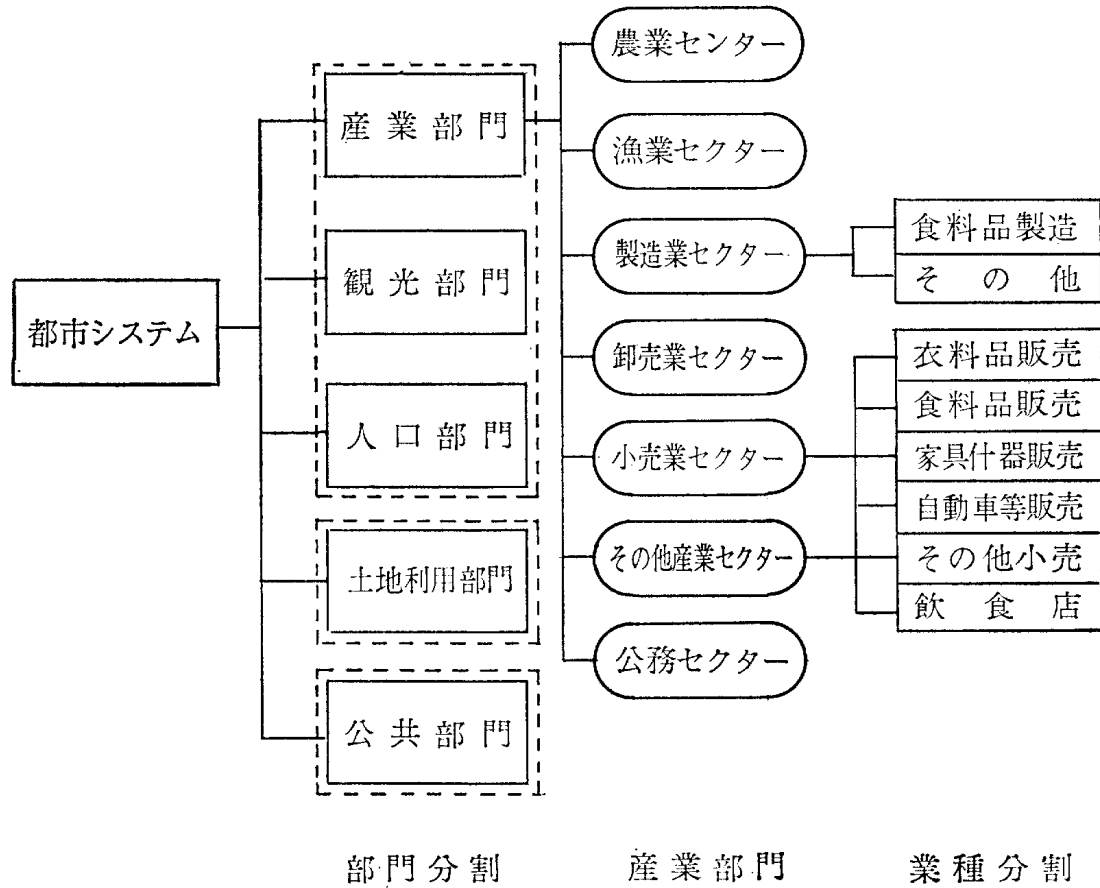 都市システム
産業部門
観光部門
人口部門
土地利用部門
公共部門
農業センター
漁業セクター
製造業セクター
卸売業セクター
小売業セクター
その他産業セクター
公務セクター
食料品製造
その他
衣料品販売
食料品販売
家具什器販売
自動車等販売
その他小売
飲食店
部門分割
産業部門
業種分割